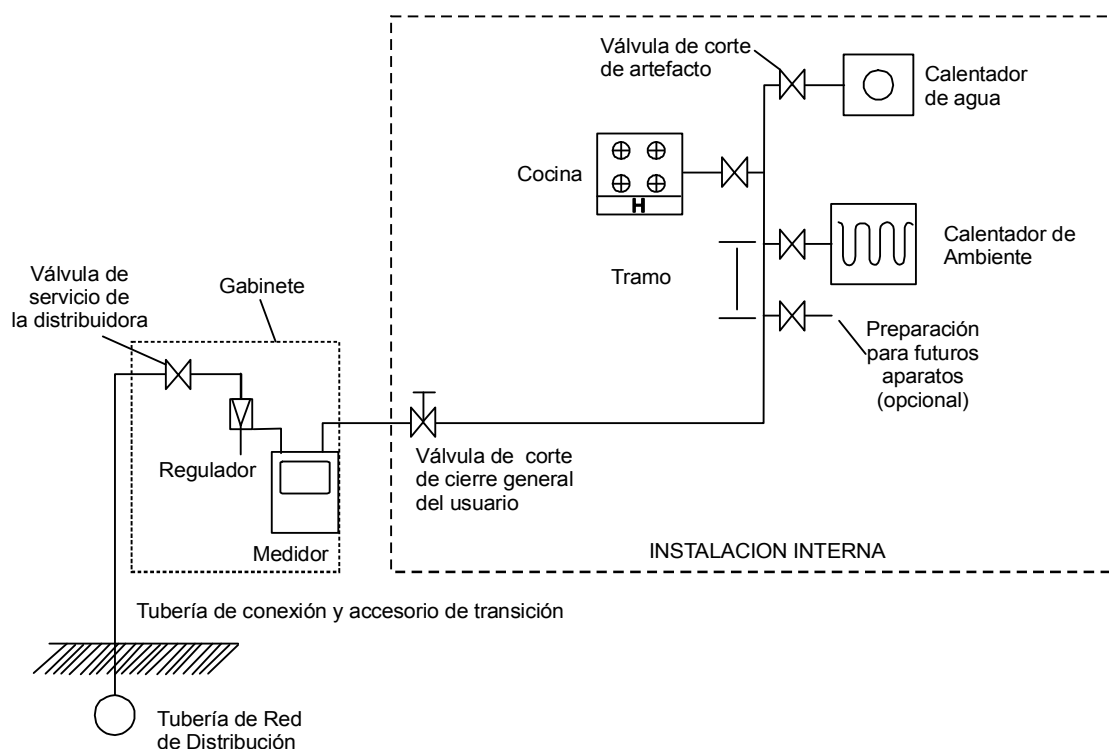 Válvula de corte
de artefacto
Calentador
de agua
Cocina
Calentador de
Ambiente
Tramo
Válvula de
servicio de
la distribuidora
Gabinete
Preparación
para futuros
aparatos
(opcional)
Regulador
Válvula de  corte
de cierre general
del usuario
Medidor
INSTALACION INTERNA
Tubería de conexión y accesorio de transición
Tubería de Red
de Distribución